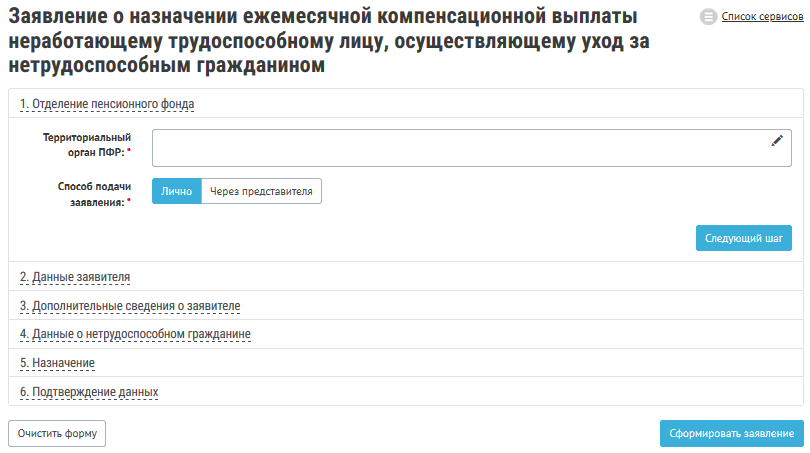 Заявление о назначении ежемесячной компенсационной выплаты
неработающему трудоспособному лицу, осуществляющему уход за
нетрудоспособным гражданином
Список сервисов
1. Отделение пенсионного фонда
Территориальный
орган ПФР: *
Способ подачи
заявления: *
Лично
Через представителя
Следующий шаг
2. Данные заявителя
3. Дополнительные сведения о заявителе
4. Данные о нетрудоспособном гражданине
5. Назначение
6. Подтверждение данных
Очистить форму
Сформировать заявление